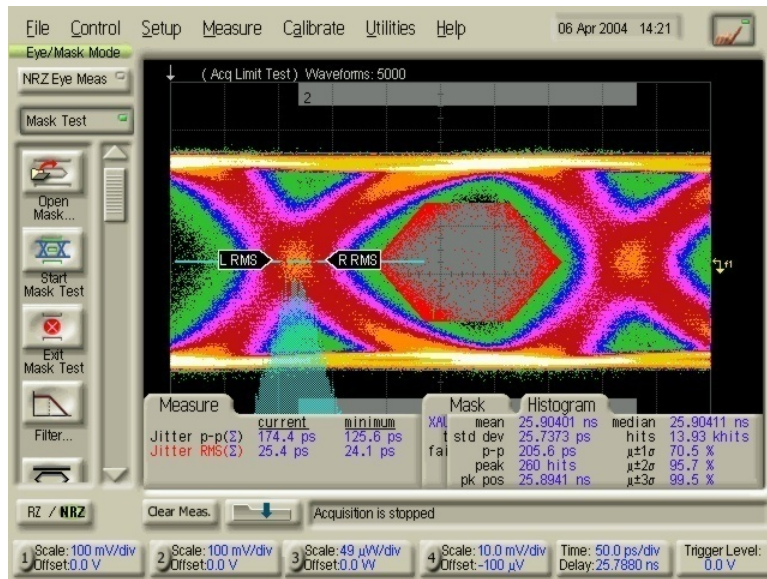 File Control Setup Measure Calibrate Utilities Help 06 Apr 2004 14:21
Eye/Mask Mode
NRZ Eye Meas
Mask Test
Open
Mask...
Start
Mask Test
Exit
Mask Test
Filter...
RZ / NRZ
( Acq Limit Test ) Waveforms: 5000
2
L RMS
R RMS
f1
Measure
current minimum
Jitter p-p(Σ) 174.4 ps 125.6 ps
Jitter RMS(Σ) 25.4 ps 24.1 ps
Mask
Histogram
mean 25.90401 ns median 25.90411 ns
std dev 25.7373 ps hits 13.93 khits
p-p 205.6 ps μ±1σ 70.5 %
peak 260 hits μ±2σ 95.7 %
pk pos 25.8941 ns μ±3σ 99.5 %
Clear Meas.
Acquisition is stopped
1 Scale: 100 mV/div
Offset:0.0 V
2 Scale: 100 mV/div
Offset:0.0 V
3 Scale:49 μW/div
Offset:0.0 W
4 Scale: 10.0 mV/div
Offset:-100 μV
Time: 50.0 ps/div
Delay:25.7880 ns
Trigger Level:
0.0 V